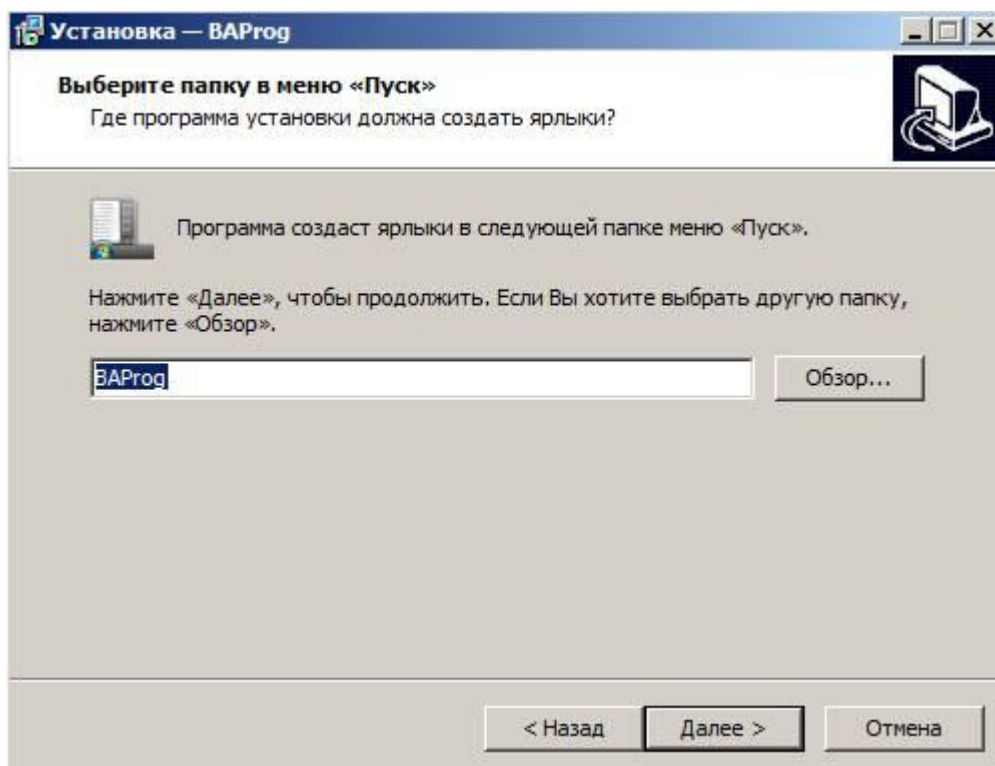 Установка — BAProg
Выберите папку в меню «Пуск»
Где программа установки должна создать ярлыки?
Программа создаст ярлыки в следующей папке меню «Пуск».
Нажмите «Далее», чтобы продолжить. Если Вы хотите выбрать другую папку,
нажмите «Обзор».
BAProg
Обзор...
< Назад
Далее >
Отмена